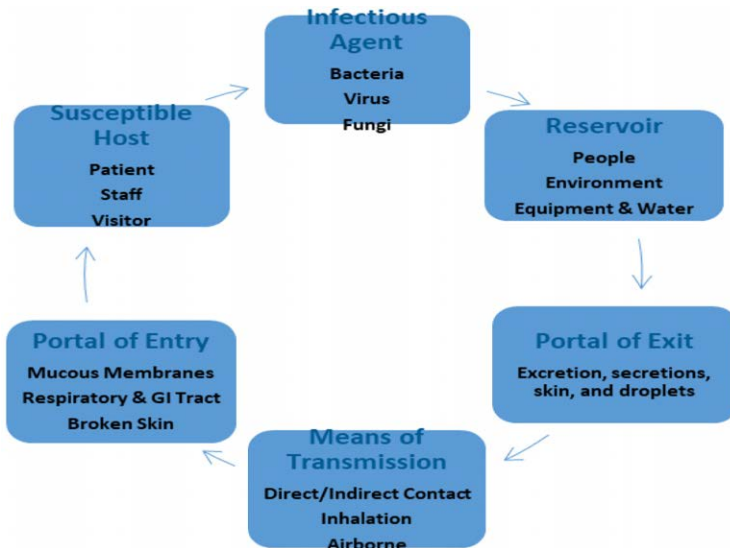 Infectious
Agent
Bacteria
Virus
Fungi
Reservoir
People
Environment
Equipment & Water
Portal of Exit
Excretion, secretions,
skin, and droplets
Means of
Transmission
Direct/Indirect Contact
Inhalation
Airborne
Portal of Entry
Mucous Membranes
Respiratory & GI Tract
Broken Skin
Susceptible
Host
Patient
Staff
Visitor